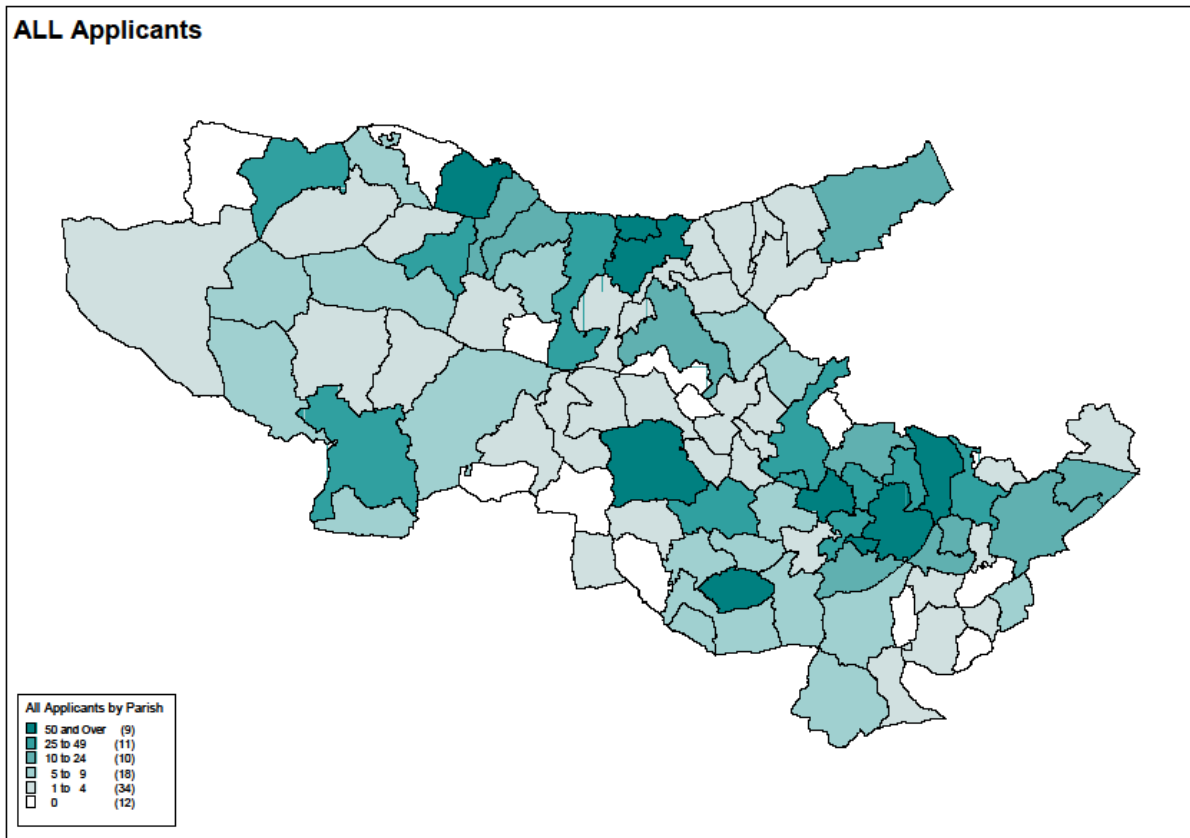 ALL Applicants
All Applicants by Parish
50 and Over (9)
25 to 49 (11)
10 to 24 (10)
5 to 9 (18)
1 to 4 (34)
0 (12)